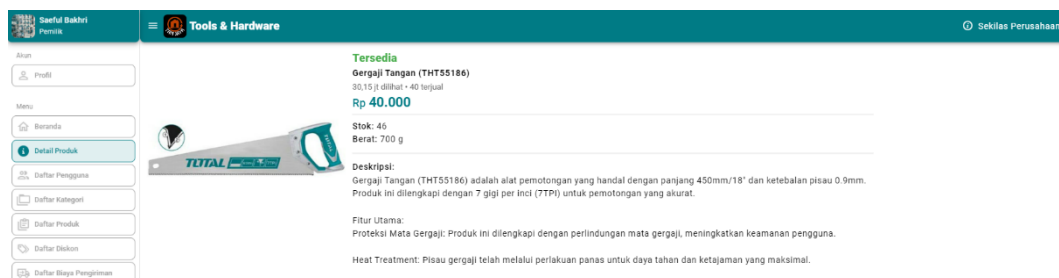 Saeful Bakhri
Pemilik
Tools & Hardware
Sekilas Perusahaan
Akun
Profil
Menu
Beranda
Detail Produk
Daftar Pengguna
Daftar Kategori
Daftar Produk
Daftar Diskon
Daftar Biaya Pengiriman
TOTAL
Tersedia
Gergaji Tangan (THT55186)
30,15 jt dilihat • 40 terjual
Rp 40.000
Stok: 46
Berat: 700 g
Deskripsi:
Gergaji Tangan (THT55186) adalah alat pemotongan yang handal dengan panjang 450mm/18" dan ketebalan pisau 0.9mm.
Produk ini dilengkapi dengan 7 gigi per inci (7TPI) untuk pemotongan yang akurat.
Fitur Utama:
Proteksi Mata Gergaji: Produk ini dilengkapi dengan perlindungan mata gergaji, meningkatkan keamanan pengguna.
Heat Treatment: Pisau gergaji telah melalui perlakuan panas untuk daya tahan dan ketajaman yang maksimal.